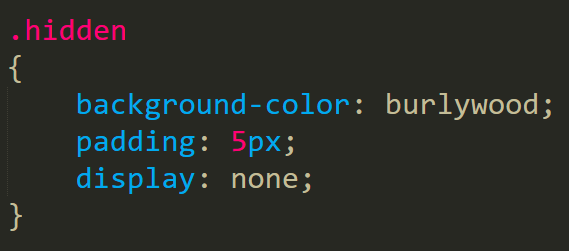 .hidden
{
    background-color: burlywood;
    padding: 5px;
    display: none;
}